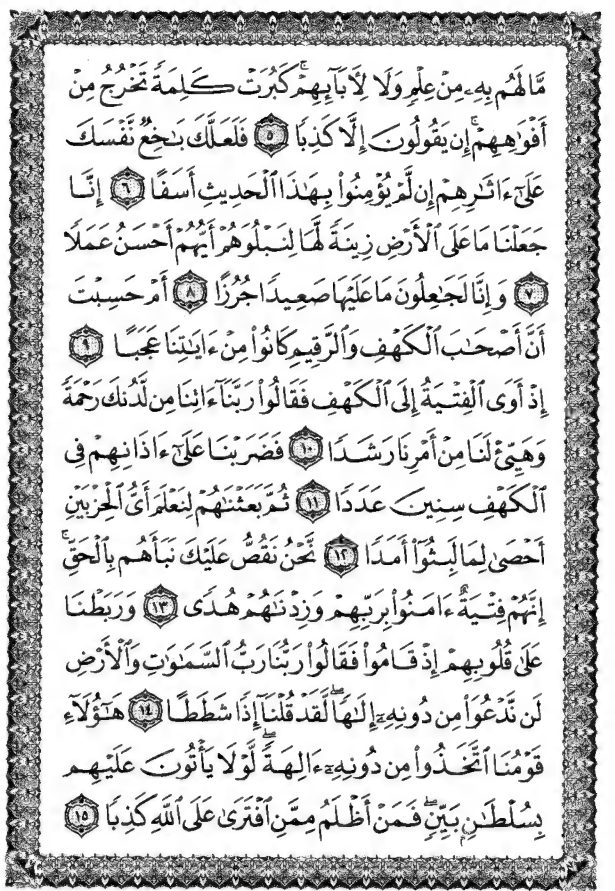 مَّا لَهُم بِهِۦ مِنْ عِلْمٍ وَلَا لِأَبَآئِهِمْ ۚ كَبُرَتْ كَلِمَةً تَخْرُجُ مِنْ
أَفْوَٰهِهِمْ ۚ إِن يَقُولُونَ إِلَّا كَذِبًا ٥ فَلَعَلَّكَ بَٰخِعٌ نَّفْسَكَ
عَلَىٰٓ ءَاثَٰرِهِمْ إِن لَّمْ يُؤْمِنُوا۟ بِهَٰذَا ٱلْحَدِيثِ أَسَفًا ٦ إِنَّا
جَعَلْنَا مَا عَلَى ٱلْأَرْضِ زِينَةً لَّهَا لِنَبْلُوَهُمْ أَيُّهُمْ أَحْسَنُ عَمَلًا
٧ وَإِنَّا لَجَٰعِلُونَ مَا عَلَيْهَا صَعِيدًا جُرُزًا ٨ أَمْ حَسِبْتَ
أَنَّ أَصْحَٰبَ ٱلْكَهْفِ وَٱلرَّقِيمِ كَانُوا۟ مِنْ ءَايَٰتِنَا عَجَبًا ٩
إِذْ أَوَى ٱلْفِتْيَةُ إِلَى ٱلْكَهْفِ فَقَالُوا۟ رَبَّنَآ ءَاتِنَا مِن لَّدُنكَ رَحْمَةً
وَهَيِّئْ لَنَا مِنْ أَمْرِنَا رَشَدًا ١٠ فَضَرَبْنَا عَلَىٰٓ ءَاذَانِهِمْ فِى
ٱلْكَهْفِ سِنِينَ عَدَدًا ١١ ثُمَّ بَعَثْنَٰهُمْ لِنَعْلَمَ أَىُّ ٱلْحِزْبَيْنِ
أَحْصَىٰ لِمَا لَبِثُوٓا۟ أَمَدًا ١٢ نَّحْنُ نَقُصُّ عَلَيْكَ نَبَأَهُم بِٱلْحَقِّ ۚ
إِنَّهُمْ فِتْيَةٌ ءَامَنُوا۟ بِرَبِّهِمْ وَزِدْنَٰهُمْ هُدًى ١٣ وَرَبَطْنَا
عَلَىٰ قُلُوبِهِمْ إِذْ قَامُوا۟ فَقَالُوا۟ رَبُّنَا رَبُّ ٱلسَّمَٰوَٰتِ وَٱلْأَرْضِ
لَن نَّدْعُوَا۟ مِن دُونِهِۦٓ إِلَٰهًا ۖ لَّقَدْ قُلْنَآ إِذًا شَطَطًا ١٤ هَٰٓؤُلَآءِ
قَوْمُنَا ٱتَّخَذُوا۟ مِن دُونِهِۦٓ ءَالِهَةً ۖ لَّوْلَا يَأْتُونَ عَلَيْهِم
بِسُلْطَٰنٍۭ بَيِّنٍ ۖ فَمَنْ أَظْلَمُ مِمَّنِ ٱفْتَرَىٰ عَلَى ٱللَّهِ كَذِبًا ١٥